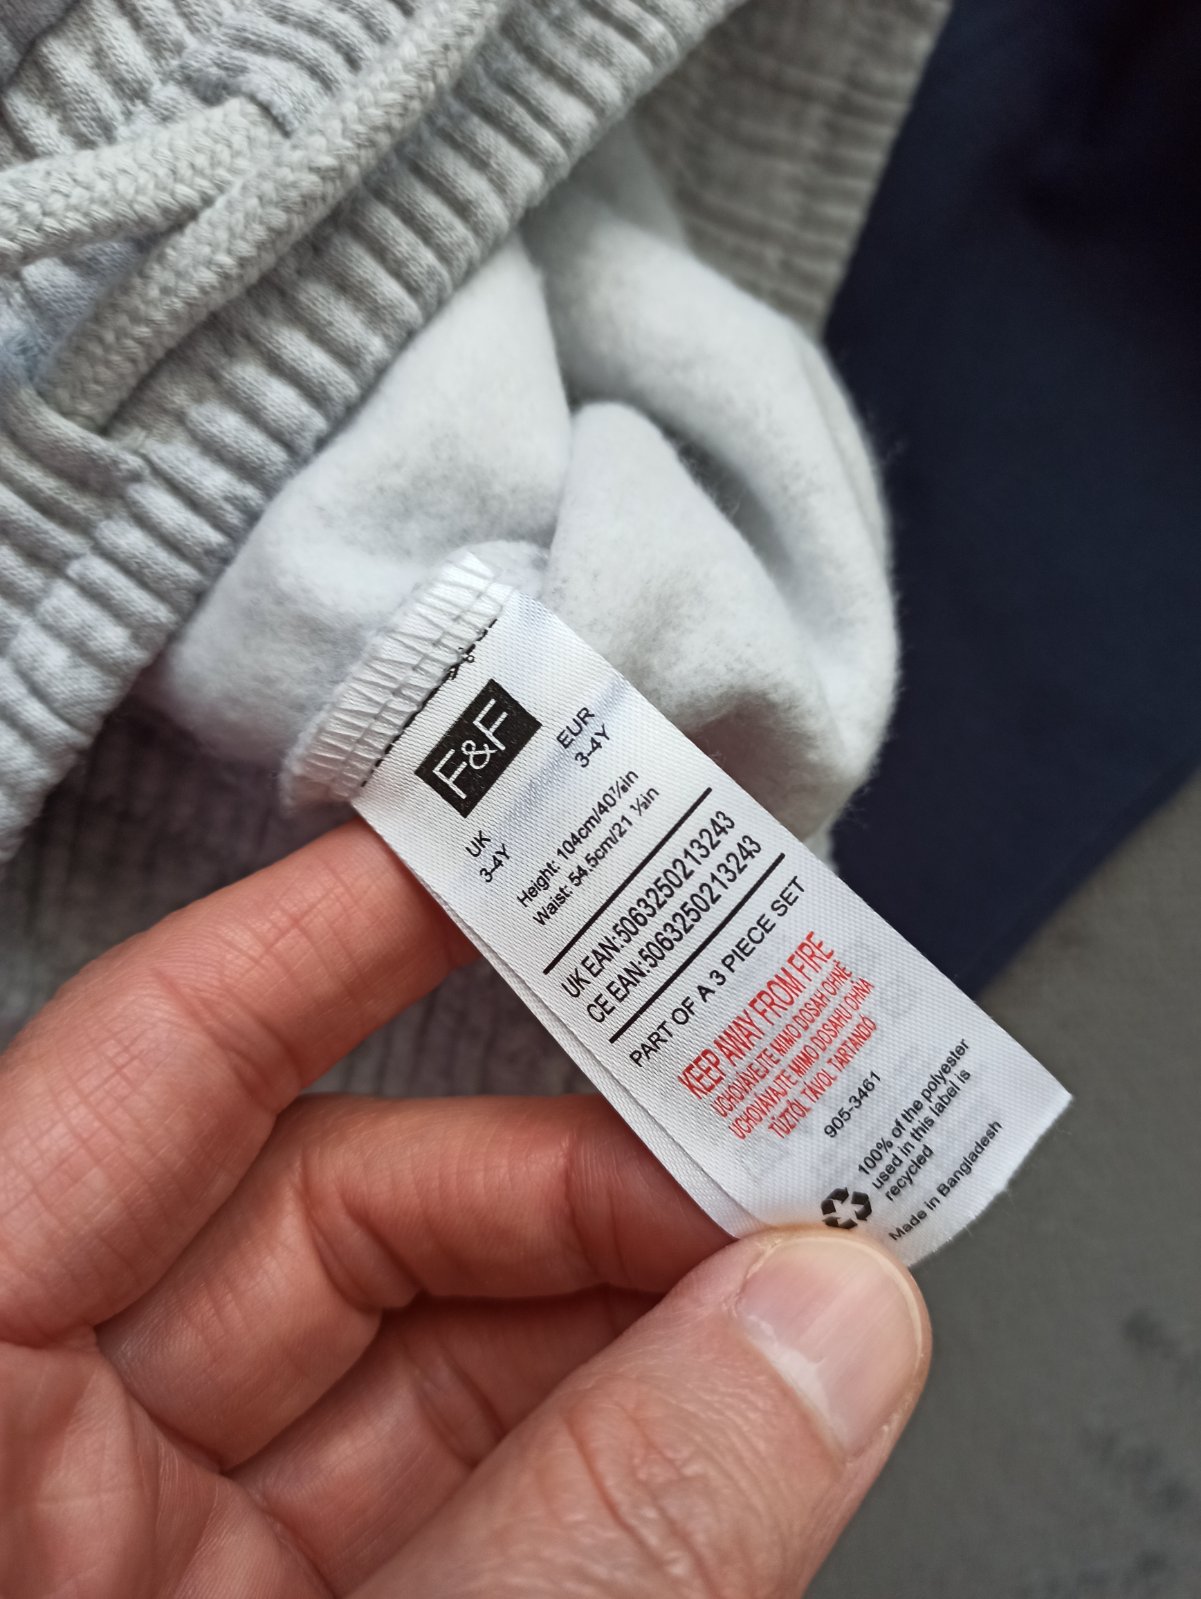 F&F
UK
3-4Y
EUR
3-4Y
Height: 104cm/40⅞in
Waist: 54.5cm/21 ½in
UK EAN:5063250213243
CE EAN:5063250213243
PART OF A 3 PIECE SET
KEEP AWAY FROM FIRE
UCHOVÁVEJTE MIMO DOSAH OHNĚ
UCHOVÁVAJTE MIMO DOSAHU OHŇA
TŰZTŐL TÁVOL TARTANDÓ
905-3461
100% of the polyester
used in this label is
recycled
Made in Bangladesh